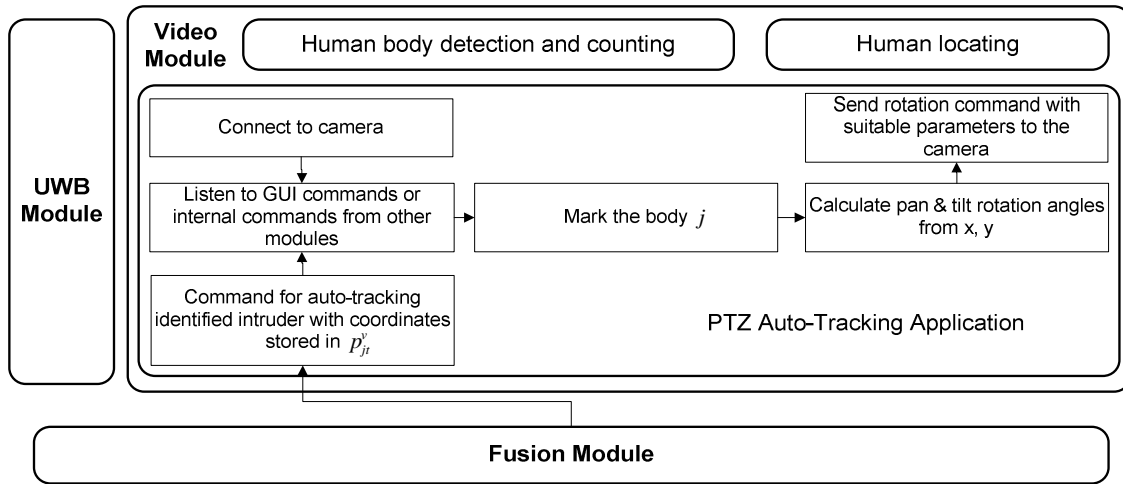 UWB
Module
Video
Module
Human body detection and counting
Human locating
Connect to camera
Send rotation command with
suitable parameters to the
camera
Listen to GUI commands or
internal commands from other
modules
Mark the body j
Calculate pan & tilt rotation angles
from x, y
Command for auto-tracking
identified intruder with coordinates
stored in p_{jt}^{v}
PTZ Auto-Tracking Application
Fusion Module